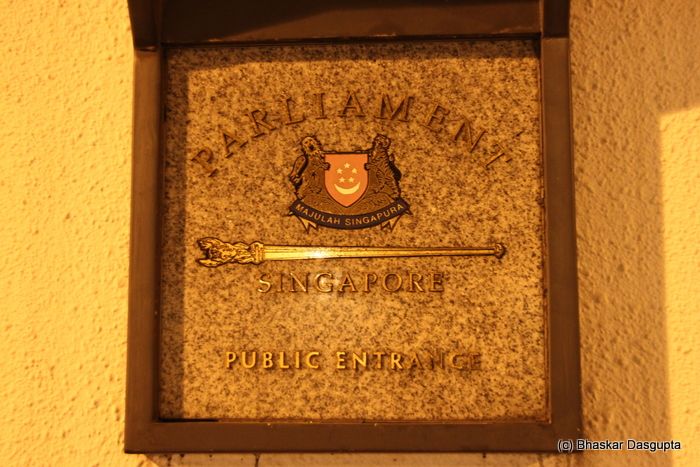 PARLIAMENT
MAJULAH SINGAPURA
SINGAPORE
PUBLIC ENTRANCE
(c) Bhaskar Dasgupta